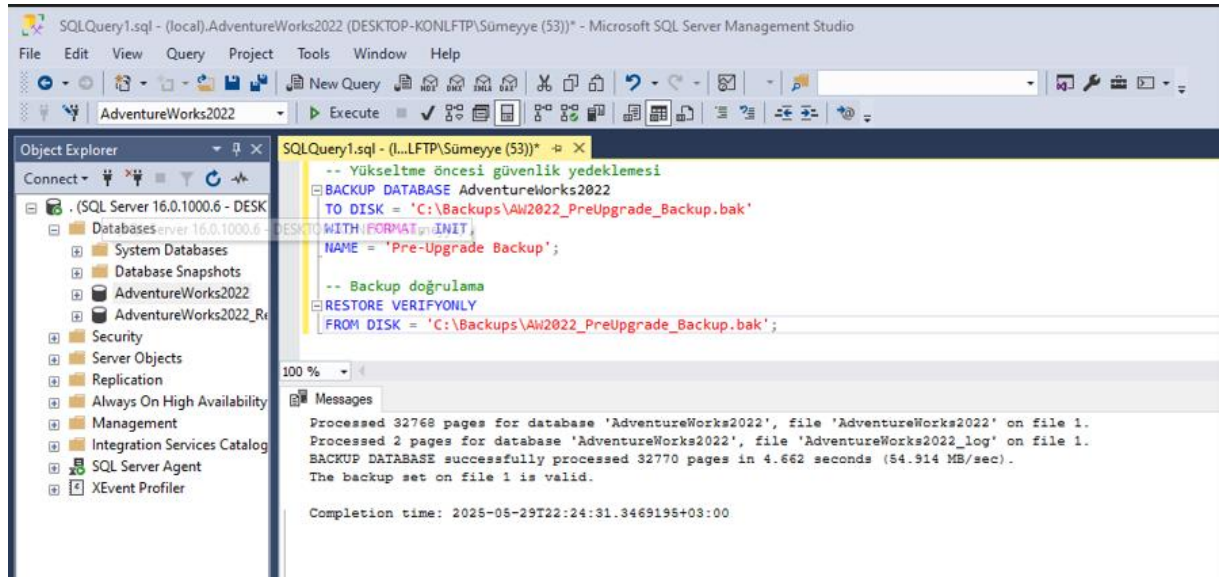 SQLQuery1.sql - (local).AdventureWorks2022 (DESKTOP-KONLFTP\Sümeyye (53))* - Microsoft SQL Server Management Studio
File Edit View Query Project Tools Window Help
New Query
AdventureWorks2022 Execute
Object Explorer
Connect
. (SQL Server 16.0.1000.6 - DESK
Databases
System Databases
Database Snapshots
AdventureWorks2022
AdventureWorks2022_Re
Security
Server Objects
Replication
Always On High Availability
Management
Integration Services Catalog
SQL Server Agent
XEvent Profiler
SQLQuery1.sql - (l...LFTP\Sümeyye (53))*
-- Yükseltme öncesi güvenlik yedeklemesi
BACKUP DATABASE AdventureWorks2022
TO DISK = 'C:\Backups\AW2022_PreUpgrade_Backup.bak'
WITH FORMAT, INIT,
NAME = 'Pre-Upgrade Backup';
-- Backup doğrulama
RESTORE VERIFYONLY
FROM DISK = 'C:\Backups\AW2022_PreUpgrade_Backup.bak';
100 %
Messages
Processed 32768 pages for database 'AdventureWorks2022', file 'AdventureWorks2022' on file 1.
Processed 2 pages for database 'AdventureWorks2022', file 'AdventureWorks2022_log' on file 1.
BACKUP DATABASE successfully processed 32770 pages in 4.662 seconds (54.914 MB/sec).
The backup set on file 1 is valid.
Completion time: 2025-05-29T22:24:31.3469195+03:00